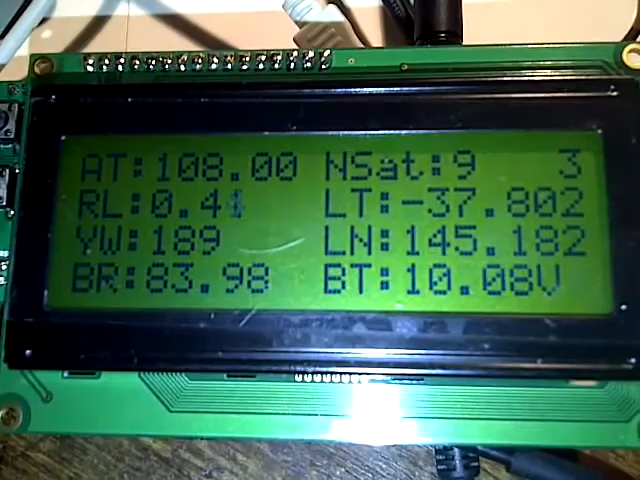 AT:108.00 NSat:9 3
RL:0.4 LT:-37.802
YW:189 LN:145.182
BR:83.98 BT:10.08V